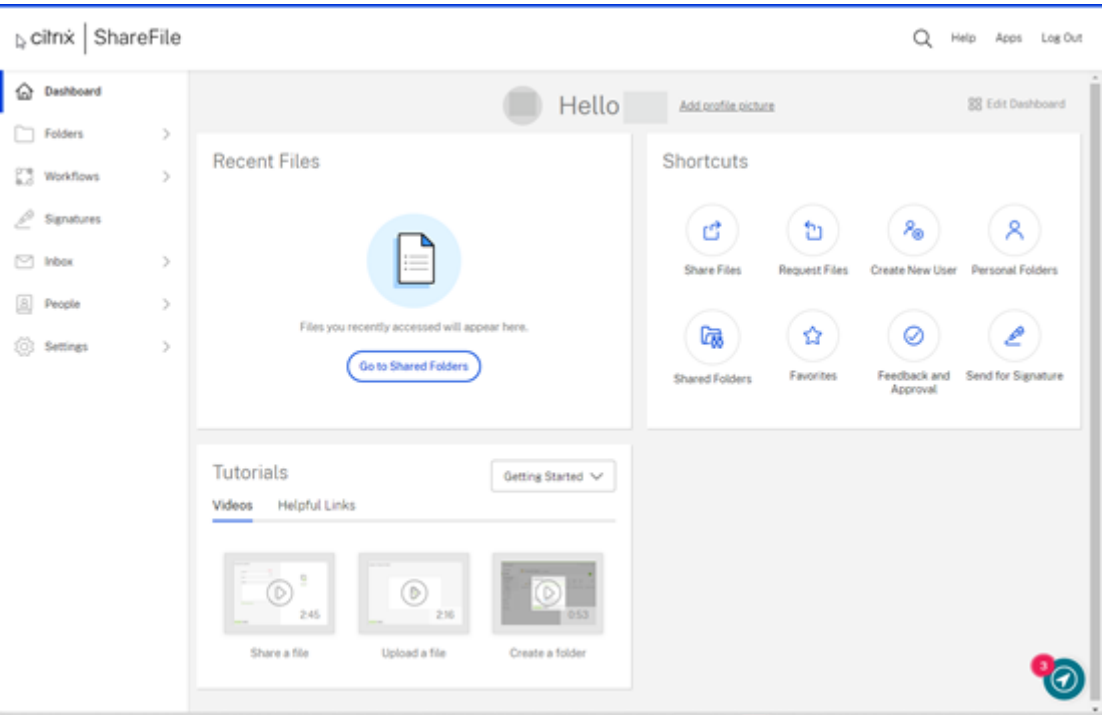 citrix | ShareFile
Help Apps Log Out
Dashboard
Folders
Workflows
Signatures
Inbox
People
Settings
Hello
Add profile picture
Edit Dashboard
Recent Files
Files you recently accessed will appear here.
Go to Shared Folders
Shortcuts
Share Files
Request Files
Create New User
Personal Folders
Shared Folders
Favorites
Feedback and
Approval
Send for Signature
Tutorials
Getting Started
Videos
Helpful Links
2:45
2:16
0:53
Share a file
Upload a file
Create a folder
3